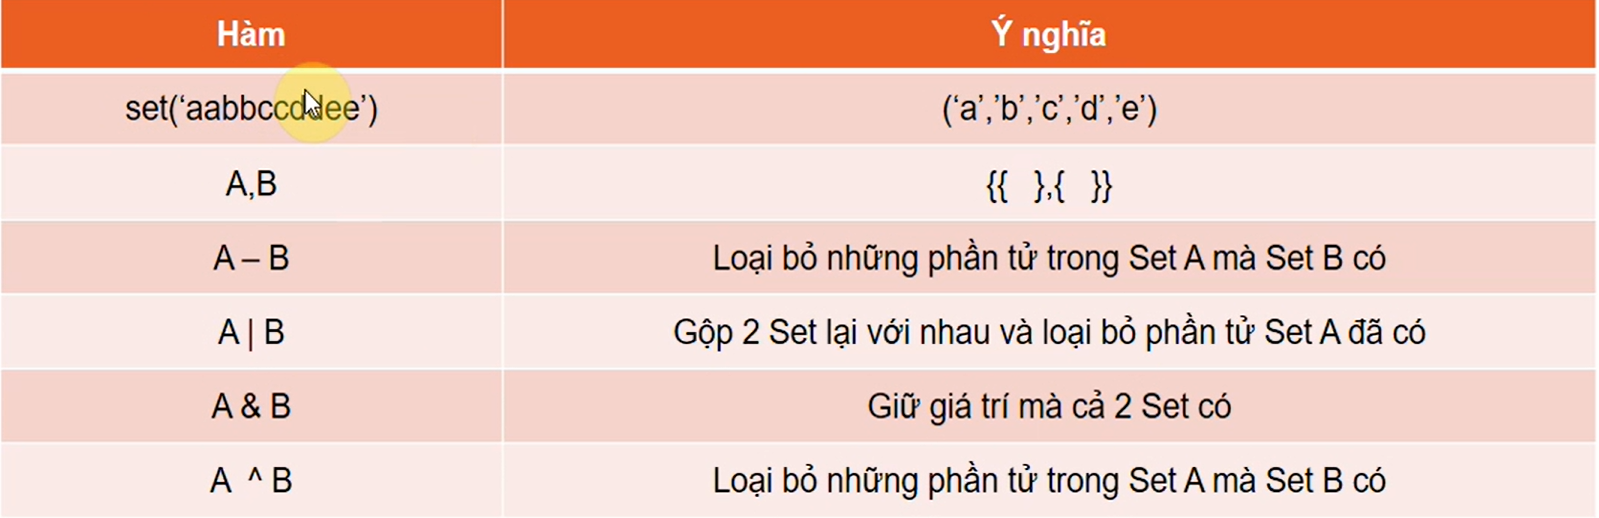 Hàm Ý nghĩa
set(‘aabbccddee’) (‘a’,’b’,’c’,’d’,’e’)
A,B {{   },{   }}
A – B Loại bỏ những phần tử trong Set A mà Set B có
A | B Gộp 2 Set lại với nhau và loại bỏ phần tử Set A đã có
A & B Giữ giá trí mà cả 2 Set có
A  ^ B Loại bỏ những phần tử trong Set A mà Set B có